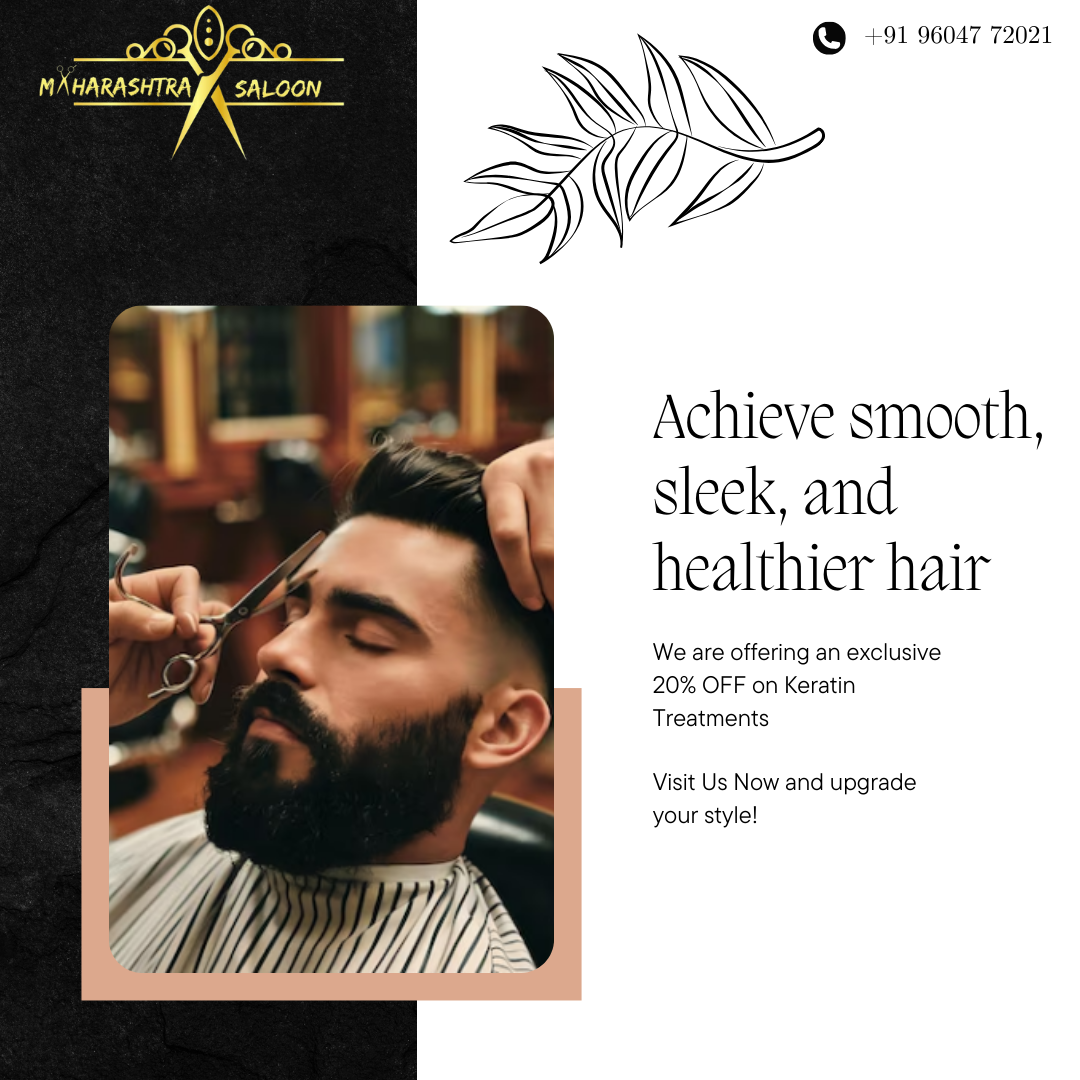 MAHARASHTRA SALOON
+91 96047 72021
Achieve smooth,
sleek, and
healthier hair
We are offering an exclusive
20% OFF on Keratin
Treatments
Visit Us Now and upgrade
your style!